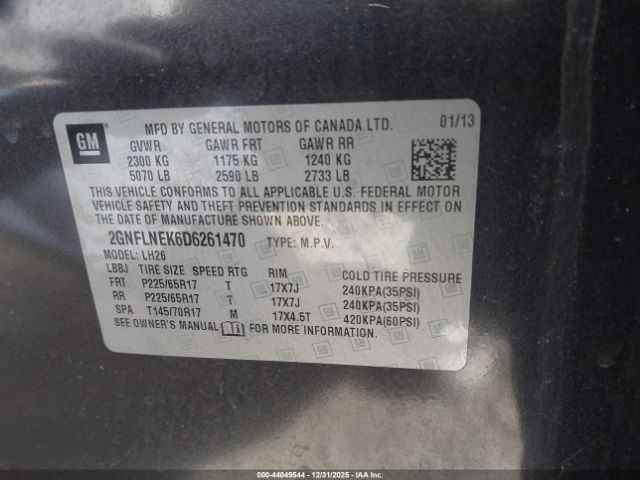 GM
MFD BY GENERAL MOTORS OF CANADA LTD. 01/13
GVWR GAWR FRT GAWR RR
2300 KG 1175 KG 1240 KG
5070 LB 2590 LB 2733 LB
THIS VEHICLE CONFORMS TO ALL APPLICABLE U.S. FEDERAL MOTOR
VEHICLE SAFETY AND THEFT PREVENTION STANDARDS IN EFFECT ON
THE DATE OF MANUFACTURE SHOWN ABOVE.
2GNFLNEK6D6261470 TYPE: M.P.V.
MODEL: LH26
LBBJ TIRE SIZE SPEED RTG RIM COLD TIRE PRESSURE
FRT P225/65R17 T 17X7J 240KPA(35PSI)
RR P225/65R17 T 17X7J 240KPA(35PSI)
SPA T145/70R17 M 17X4.5T 420KPA(60PSI)
SEE OWNER'S MANUAL FOR ADDITIONAL INFORMATION
000-44049544 - 12/31/2025 - IAAI.COM